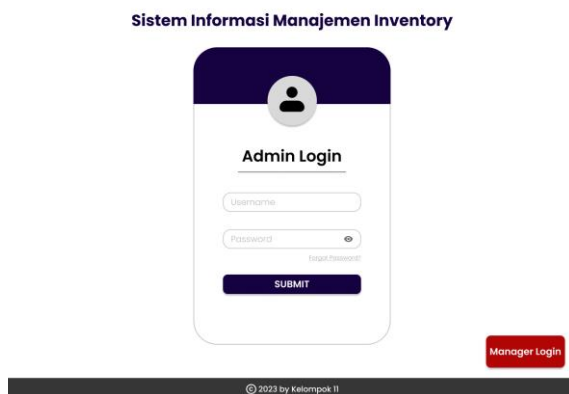 Sistem Informasi Manajemen Inventory
Admin Login
Username
Password
Forgot Password?
SUBMIT
Manager Login
© 2023 by Kelompok 11